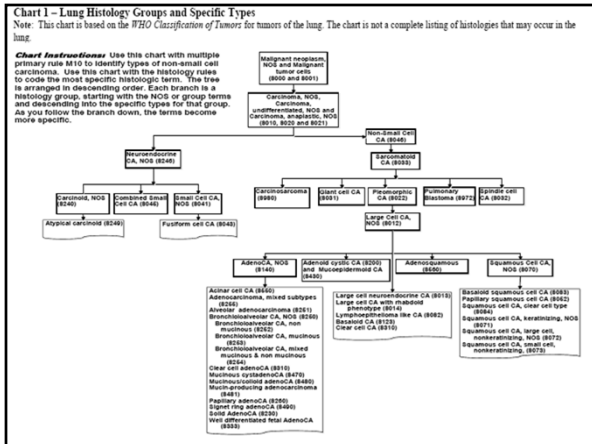 Chart 1 – Lung Histology Groups and Specific Types
Note: This chart is based on the WHO Classification of Tumors for tumors of the lung. The chart is not a complete listing of histologies that may occur in the
lung.
Chart Instructions: Use this chart with multiple
primary rule M10 to identify types of non-small cell
carcinoma. Use this chart with the histology rules
to code the most specific histologic term. The tree
is arranged in descending order. Each branch is a
histology group, starting with the NOS or group terms
and descending into the specific types for that group.
As you follow the branch down, the terms become
more specific.
Malignant neoplasm,
NOS and Malignant
tumor cells
(8000 and 8001)
Carcinoma, NOS,
Carcinoma,
undifferentiated, NOS and
Carcinoma, anaplastic, NOS
(8010, 8020 and 8021)
Non-Small Cell
CA (8046)
Neuroendocrine
CA, NOS (8246)
Sarcomatoid
CA (8033)
Carcinoid, NOS
(8240)
Combined Small
Cell CA (8045)
Small Cell CA,
NOS (8041)
Carcinosarcoma
(8980)
Giant cell CA
(8031)
Pleomorphic
CA (8022)
Pulmonary
Blastoma (8972)
Spindle cell
CA (8032)
Atypical carcinoid (8249)
Fusiform cell CA (8043)
Large Cell CA,
NOS (8012)
AdenoCA, NOS
(8140)
Adenoid cystic CA (8200)
and Mucoepidermoid CA
(8430)
Adenosquamous
(8560)
Squamous Cell CA,
NOS (8070)
Acinar cell CA (8550)
Adenocarcinoma, mixed subtypes
(8255)
Alveolar adenocarcinoma (8251)
Bronchioloalveolar CA, NOS (8250)
Bronchioloalveolar CA, non
mucinous (8252)
Bronchioloalveolar CA, mucinous
(8253)
Bronchioloalveolar CA, mixed
mucinous & non mucinous
(8254)
Clear cell adenoCA (8310)
Mucinous cystadenoCA (8470)
Mucinous/colloid adenoCA (8480)
Mucin-producing adenocarcinoma
(8481)
Papillary adenoCA (8260)
Signet ring adenoCA (8490)
Solid AdenoCA (8230)
Well differentiated fetal AdenoCA
(8333)
Large cell neuroendocrine CA (8013)
Large cell CA with rhabdoid
phenotype (8014)
Lymphoepithelioma like CA (8082)
Basaloid CA (8123)
Clear cell CA (8310)
Basaloid squamous cell CA (8083)
Papillary squamous cell CA (8052)
Squamous cell CA, clear cell type
(8084)
Squamous cell CA, keratinizing, NOS
(8071)
Squamous cell CA, large cell,
nonkeratinizing, NOS (8072)
Squamous cell CA, small cell,
nonkeratinizing, (8073)